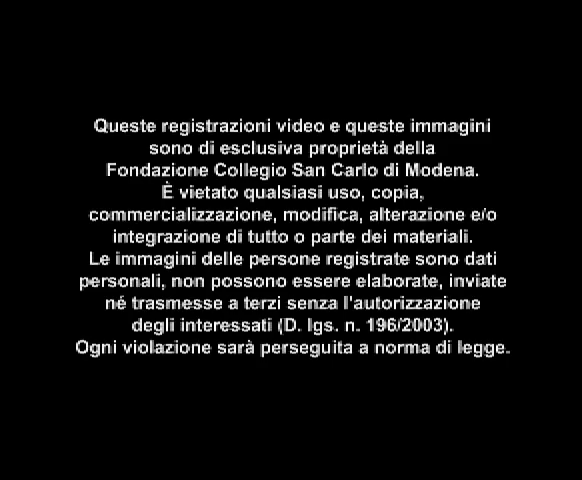 Queste registrazioni video e queste immagini
sono di esclusiva proprietà della
Fondazione Collegio San Carlo di Modena.
È vietato qualsiasi uso, copia,
commercializzazione, modifica, alterazione e/o
integrazione di tutto o parte dei materiali.
Le immagini delle persone registrate sono dati
personali, non possono essere elaborate, inviate
né trasmesse a terzi senza l'autorizzazione
degli interessati (D. lgs. n. 196/2003).
Ogni violazione sarà perseguita a norma di legge.